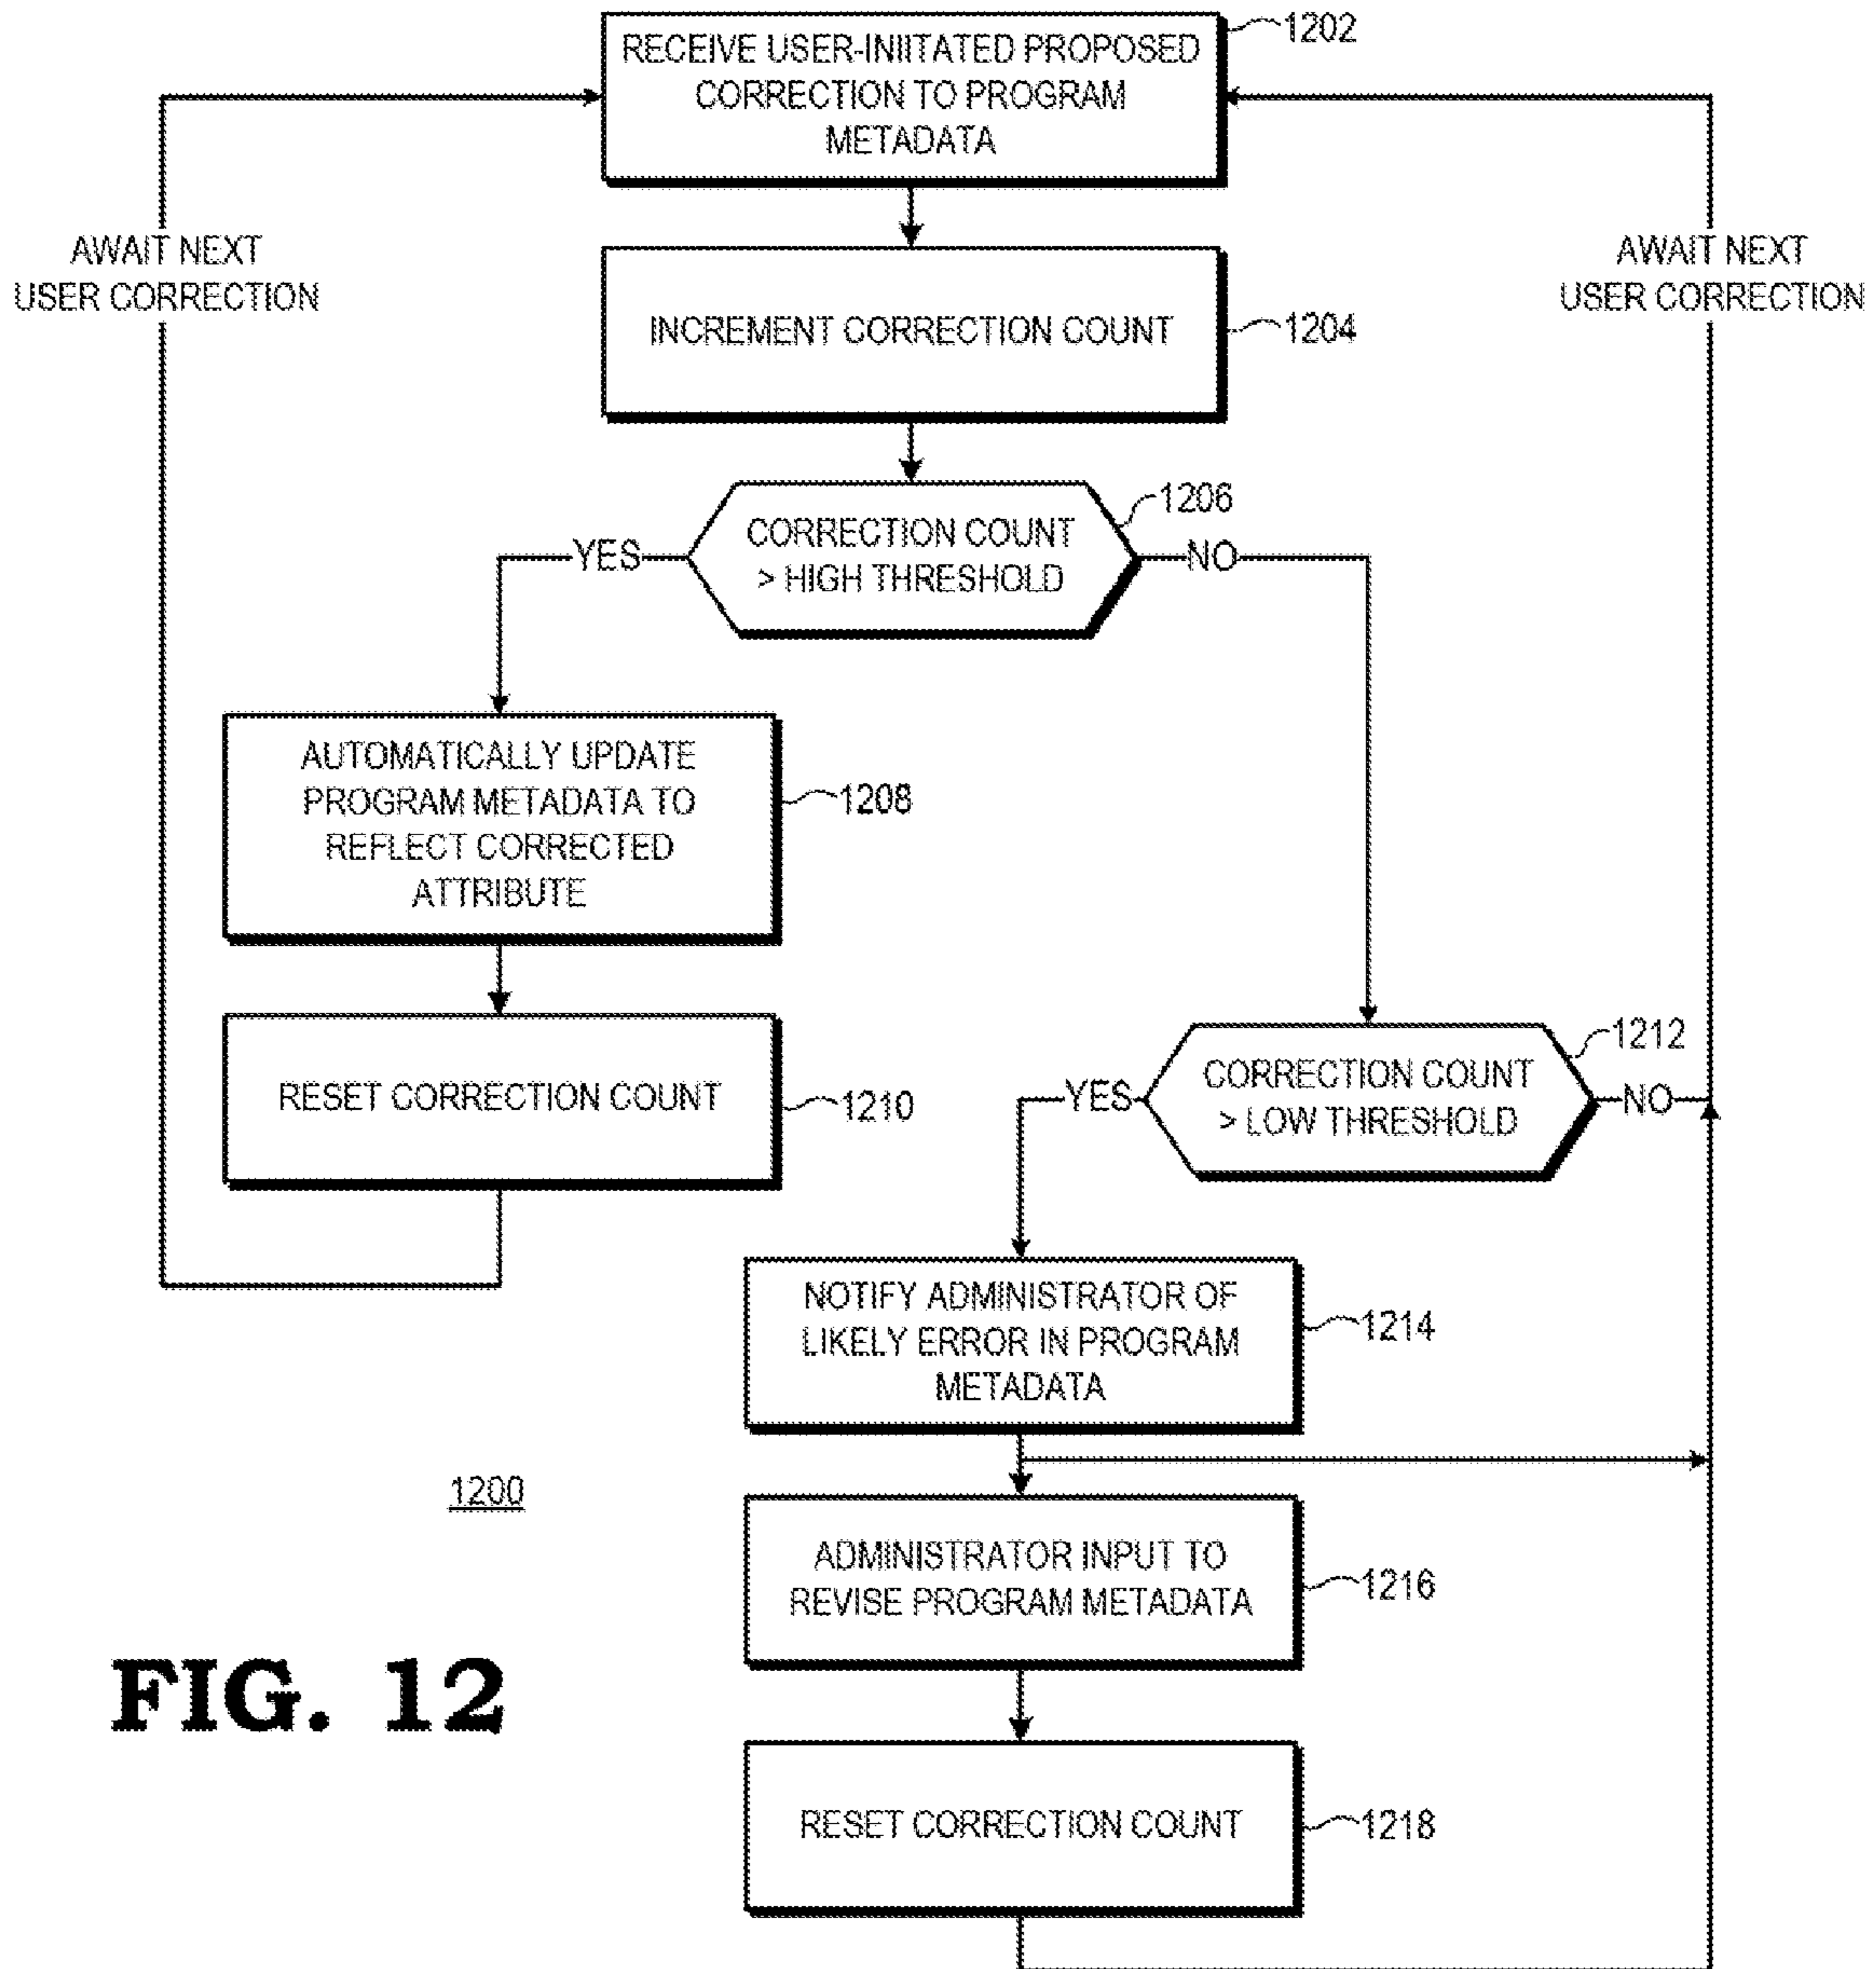 RECEIVE USER-INIITATED PROPOSED
CORRECTION TO PROGRAM
METADATA
1202
AWAIT NEXT
USER CORRECTION
AWAIT NEXT
USER CORRECTION
INCREMENT CORRECTION COUNT
1204
CORRECTION COUNT
> HIGH THRESHOLD
1206
YES
NO
AUTOMATICALLY UPDATE
PROGRAM METADATA TO
REFLECT CORRECTED
ATTRIBUTE
1208
RESET CORRECTION COUNT
1210
CORRECTION COUNT
> LOW THRESHOLD
1212
YES
NO
NOTIFY ADMINISTRATOR OF
LIKELY ERROR IN PROGRAM
METADATA
1214
1200
ADMINISTRATOR INPUT TO
REVISE PROGRAM METADATA
1216
FIG. 12
RESET CORRECTION COUNT
1218